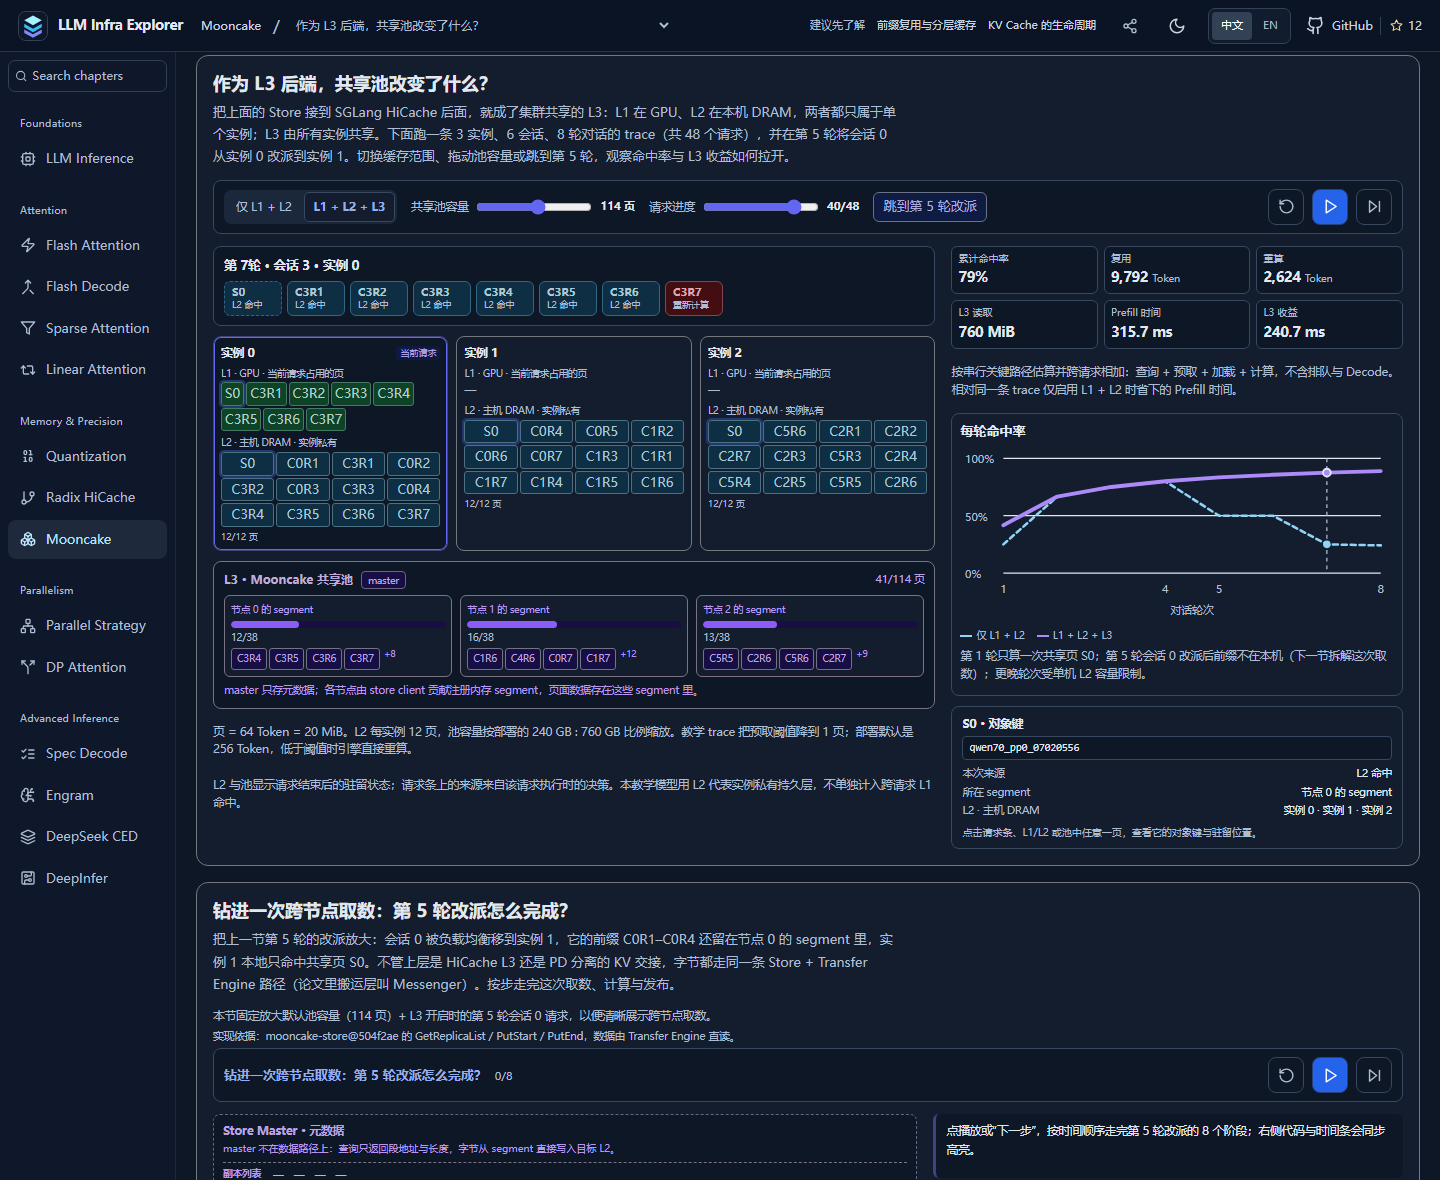 LLM Infra Explorer
Mooncake / 作为 L3 后端，共享池改变了什么？
建议先了解 前缀复用与分层缓存 KV Cache 的生命周期
中文 EN
GitHub
12
Search chapters
Foundations
LLM Inference
Attention
Flash Attention
Flash Decode
Sparse Attention
Linear Attention
Memory & Precision
Quantization
Radix HiCache
Mooncake
Parallelism
Parallel Strategy
DP Attention
Advanced Inference
Spec Decode
Engram
DeepSeek CED
DeepInfer
作为 L3 后端，共享池改变了什么？
把上面的 Store 接到 SGLang HiCache 后面，就成了集群共享的 L3：L1 在 GPU、L2 在本机 DRAM，两者都只属于单
个实例；L3 由所有实例共享。下面跑一条 3 实例、6 会话、8 轮对话的 trace（共 48 个请求），并在第 5 轮将会话 0
从实例 0 改派到实例 1。切换缓存范围、拖动池容量或跳到第 5 轮，观察命中率与 L3 收益如何拉开。
仅 L1 + L2
L1 + L2 + L3
共享池容量 114 页
请求进度 40/48
跳到第 5 轮改派
第 7轮 • 会话 3 • 实例 0
S0 L2 命中
C3R1 L2 命中
C3R2 L2 命中
C3R3 L2 命中
C3R4 L2 命中
C3R5 L2 命中
C3R6 L2 命中
C3R7 重新计算
实例 0 当前请求
L1 · GPU · 当前请求占用的页
S0 C3R1 C3R2 C3R3 C3R4
C3R5 C3R6 C3R7
L2 · 主机 DRAM · 实例私有
S0 C0R1 C3R1 C0R2
C3R2 C0R3 C3R3 C0R4
C3R4 C3R5 C3R6 C3R7
12/12 页
实例 1
L1 · GPU · 当前请求占用的页
—
L2 · 主机 DRAM · 实例私有
S0 C0R4 C0R5 C1R2
C0R6 C0R7 C1R3 C1R1
C1R7 C1R4 C1R5 C1R6
12/12 页
实例 2
L1 · GPU · 当前请求占用的页
—
L2 · 主机 DRAM · 实例私有
S0 C5R6 C2R1 C2R2
C2R7 C2R3 C5R3 C2R4
C5R4 C2R5 C5R5 C2R6
12/12 页
L3 • Mooncake 共享池 master 41/114 页
节点 0 的 segment
12/38
C3R4 C3R5 C3R6 C3R7 +8
节点 1 的 segment
16/38
C1R6 C4R6 C0R7 C1R7 +12
节点 2 的 segment
13/38
C5R5 C2R6 C5R6 C2R7 +9
master 只存元数据；各节点由 store client 贡献注册内存 segment，页面数据存在这些 segment 里。
页 = 64 Token = 20 MiB。L2 每实例 12 页，池容量按部署的 240 GB : 760 GB 比例缩放。教学 trace 把预取阈值降到 1 页；部署默认是
256 Token，低于阈值时引擎直接重算。
L2 与池显示请求结束后的驻留状态；请求条上的来源来自该请求执行时的决策。本教学模型用 L2 代表实例私有持久层，不单独计入跨请求 L1
命中。
累计命中率
79%
复用
9,792 Token
重算
2,624 Token
L3 读取
760 MiB
Prefill 时间
315.7 ms
L3 收益
240.7 ms
按串行关键路径估算并跨请求相加：查询 + 预取 + 加载 + 计算，不含排队与 Decode。
相对同一条 trace 仅启用 L1 + L2 时省下的 Prefill 时间。
每轮命中率
100%
50%
0%
1 4 5 8
对话轮次
仅 L1 + L2 L1 + L2 + L3
第 1 轮只算一次共享页 S0；第 5 轮会话 0 改派后前缀不在本机（下一节拆解这次取
数）；更晚轮次受单机 L2 容量限制。
S0 • 对象键
qwen70_pp0_07020556
本次来源 L2 命中
所在 segment 节点 0 的 segment
L2 · 主机 DRAM 实例 0 · 实例 1 · 实例 2
点击请求条、L1/L2 或池中任意一页，查看它的对象键与驻留位置。
钻进一次跨节点取数：第 5 轮改派怎么完成？
把上一节第 5 轮的改派放大：会话 0 被负载均衡移到实例 1，它的前缀 C0R1–C0R4 还留在节点 0 的 segment 里，实
例 1 本地只命中共享页 S0。不管上层是 HiCache L3 还是 PD 分离的 KV 交接，字节都走同一条 Store + Transfer
Engine 路径（论文里搬运层叫 Messenger）。按步走完这次取数、计算与发布。
本节固定放大默认池容量（114 页）+ L3 开启时的第 5 轮会话 0 请求，以便清晰展示跨节点取数。
实现依据：mooncake-store@504f2ae 的 GetReplicaList / PutStart / PutEnd，数据由 Transfer Engine 直读。
钻进一次跨节点取数：第 5 轮改派怎么完成？ 0/8
Store Master • 元数据
master 不在数据路径上：查询只返回段地址与长度，字节从 segment 直接写入目标 L2。
副本列表 — — — —
点播放或“下一步”，按时间顺序走完第 5 轮改派的 8 个阶段；右侧代码与时间条会同步
高亮。